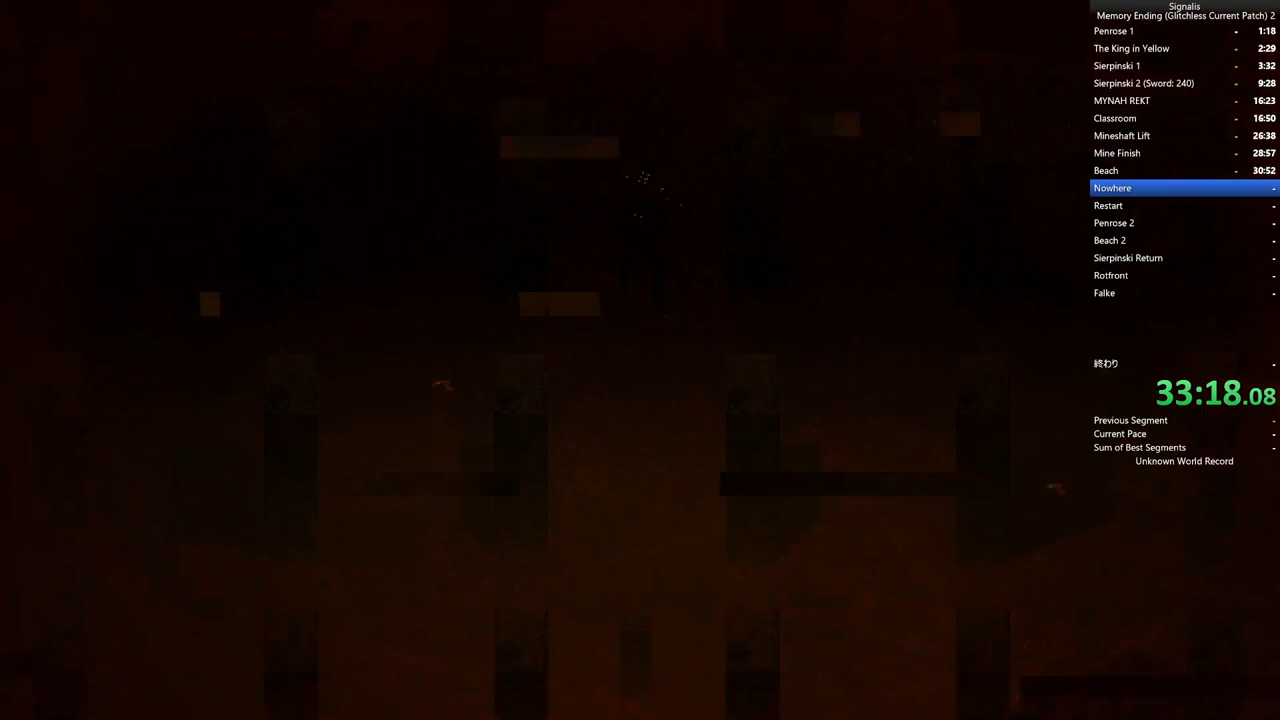 Signalis
Memory Ending (Glitchless Current Patch) 2
Penrose 1 - 1:18
The King in Yellow - 2:29
Sierpinski 1 - 3:32
Sierpinski 2 (Sword: 240) - 9:28
MYNAH REKT - 16:23
Classroom - 16:50
Mineshaft Lift - 26:38
Mine Finish - 28:57
Beach - 30:52
Nowhere -
Restart -
Penrose 2 -
Beach 2 -
Sierpinski Return -
Rotfront -
Falke -
終わり -
33:18.08
Previous Segment -
Current Pace -
Sum of Best Segments -
Unknown World Record